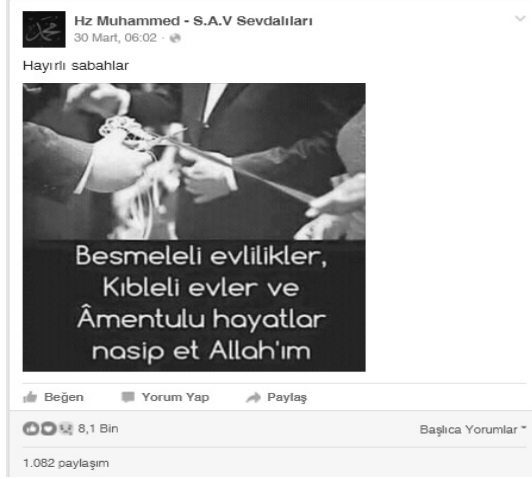 Hz Muhammed - S.A.V Sevdalıları
30 Mart, 06:02 ·
Hayırlı sabahlar
Besmeleli evlilikler,
Kıbleli evler ve
Âmentulu hayatlar
nasip et Allah'ım
Beğen Yorum Yap Paylaş
8,1 Bin Başlıca Yorumlar
1.082 paylaşım